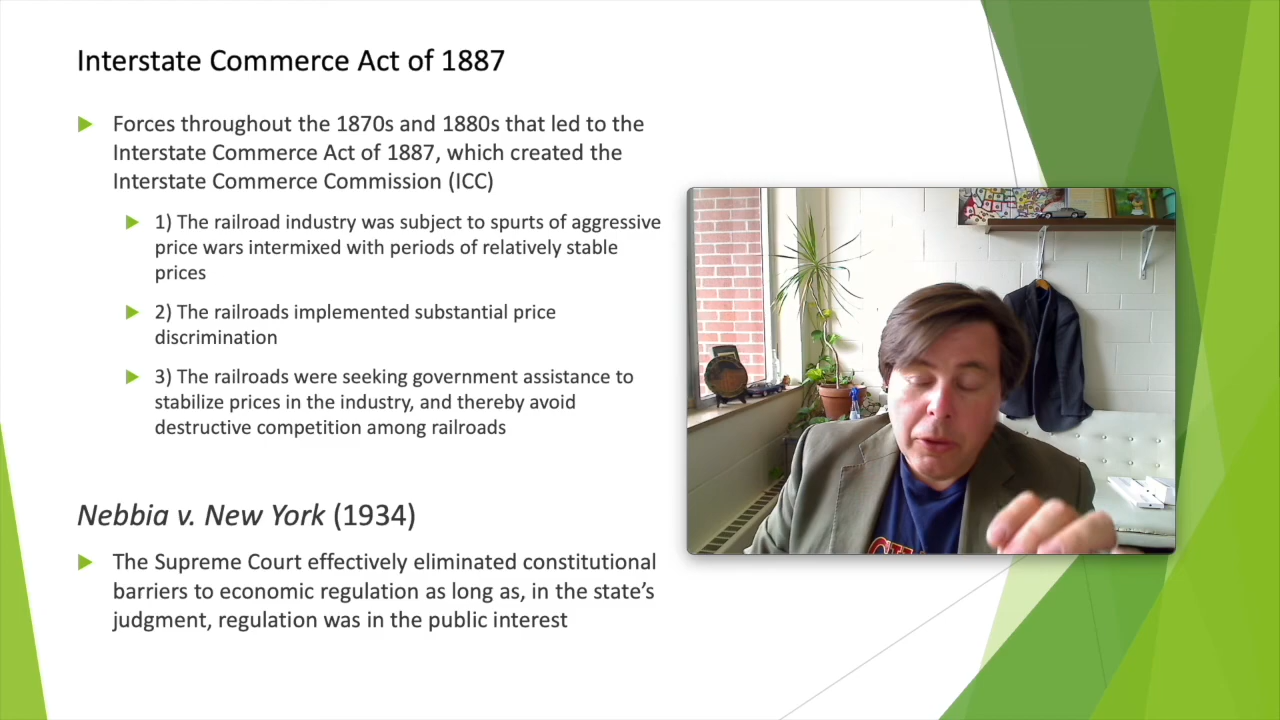 Interstate Commerce Act of 1887
Forces throughout the 1870s and 1880s that led to the
Interstate Commerce Act of 1887, which created the
Interstate Commerce Commission (ICC)
1) The railroad industry was subject to spurts of aggressive
price wars intermixed with periods of relatively stable
prices
2) The railroads implemented substantial price
discrimination
3) The railroads were seeking government assistance to
stabilize prices in the industry, and thereby avoid
destructive competition among railroads
Nebbia v. New York (1934)
The Supreme Court effectively eliminated constitutional
barriers to economic regulation as long as, in the state's
judgment, regulation was in the public interest